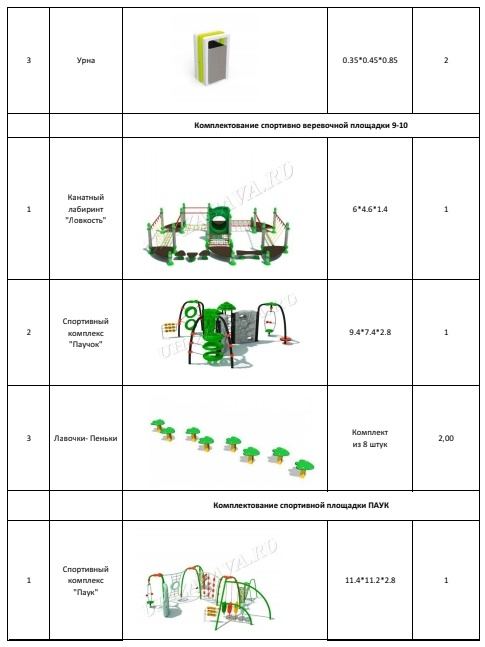 3
Урна
0.35*0.45*0.85
2
Комплектование спортивно веревочной площадки 9-10
1
Канатный
лабиринт
"Ловкость"
6*4.6*1.4
1
2
Спортивный
комплекс
"Паучок"
9.4*7.4*2.8
1
3
Лавочки- Пеньки
Комплект
из 8 штук
2,00
Комплектование спортивной площадки ПАУК
1
Спортивный
комплекс
"Паук"
11.4*11.2*2.8
1